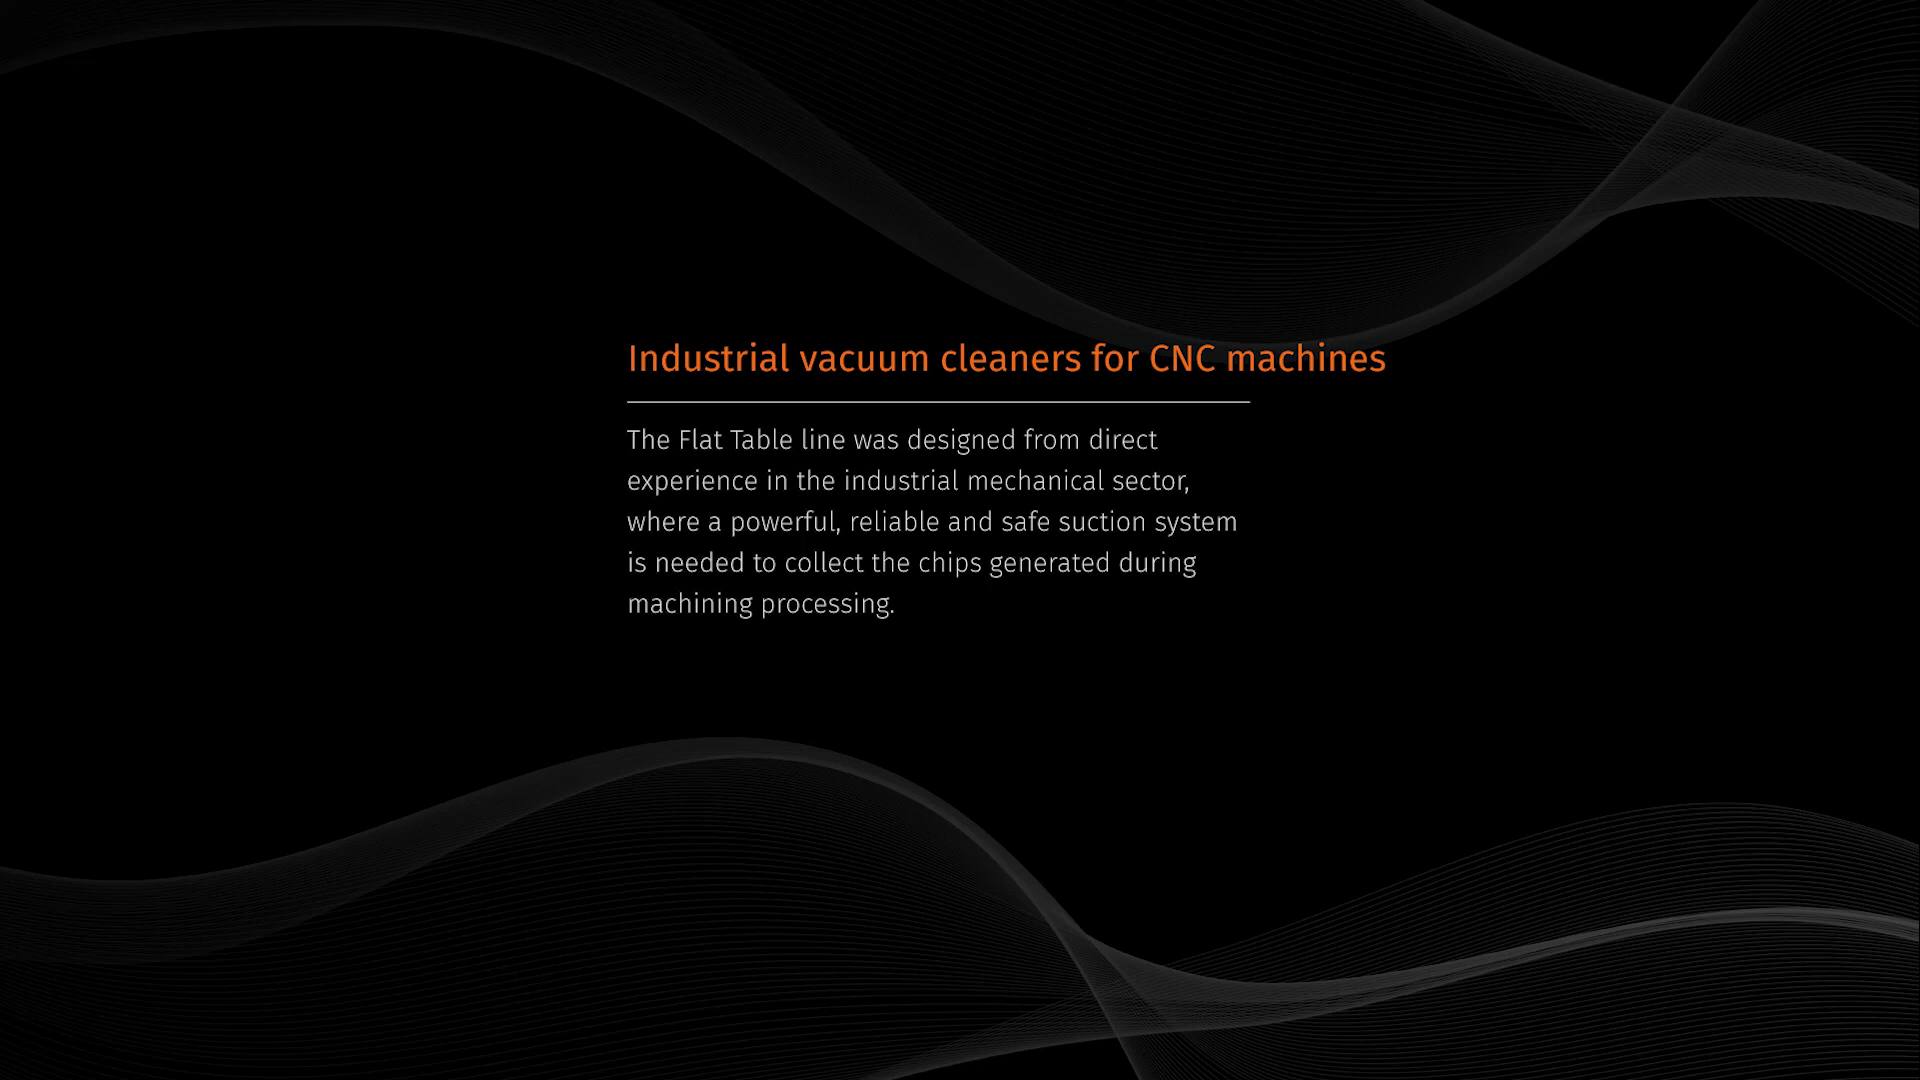 Industrial vacuum cleaners for CNC machines
The Flat Table line was designed from direct
experience in the industrial mechanical sector,
where a powerful, reliable and safe suction system
is needed to collect the chips generated during
machining processing.